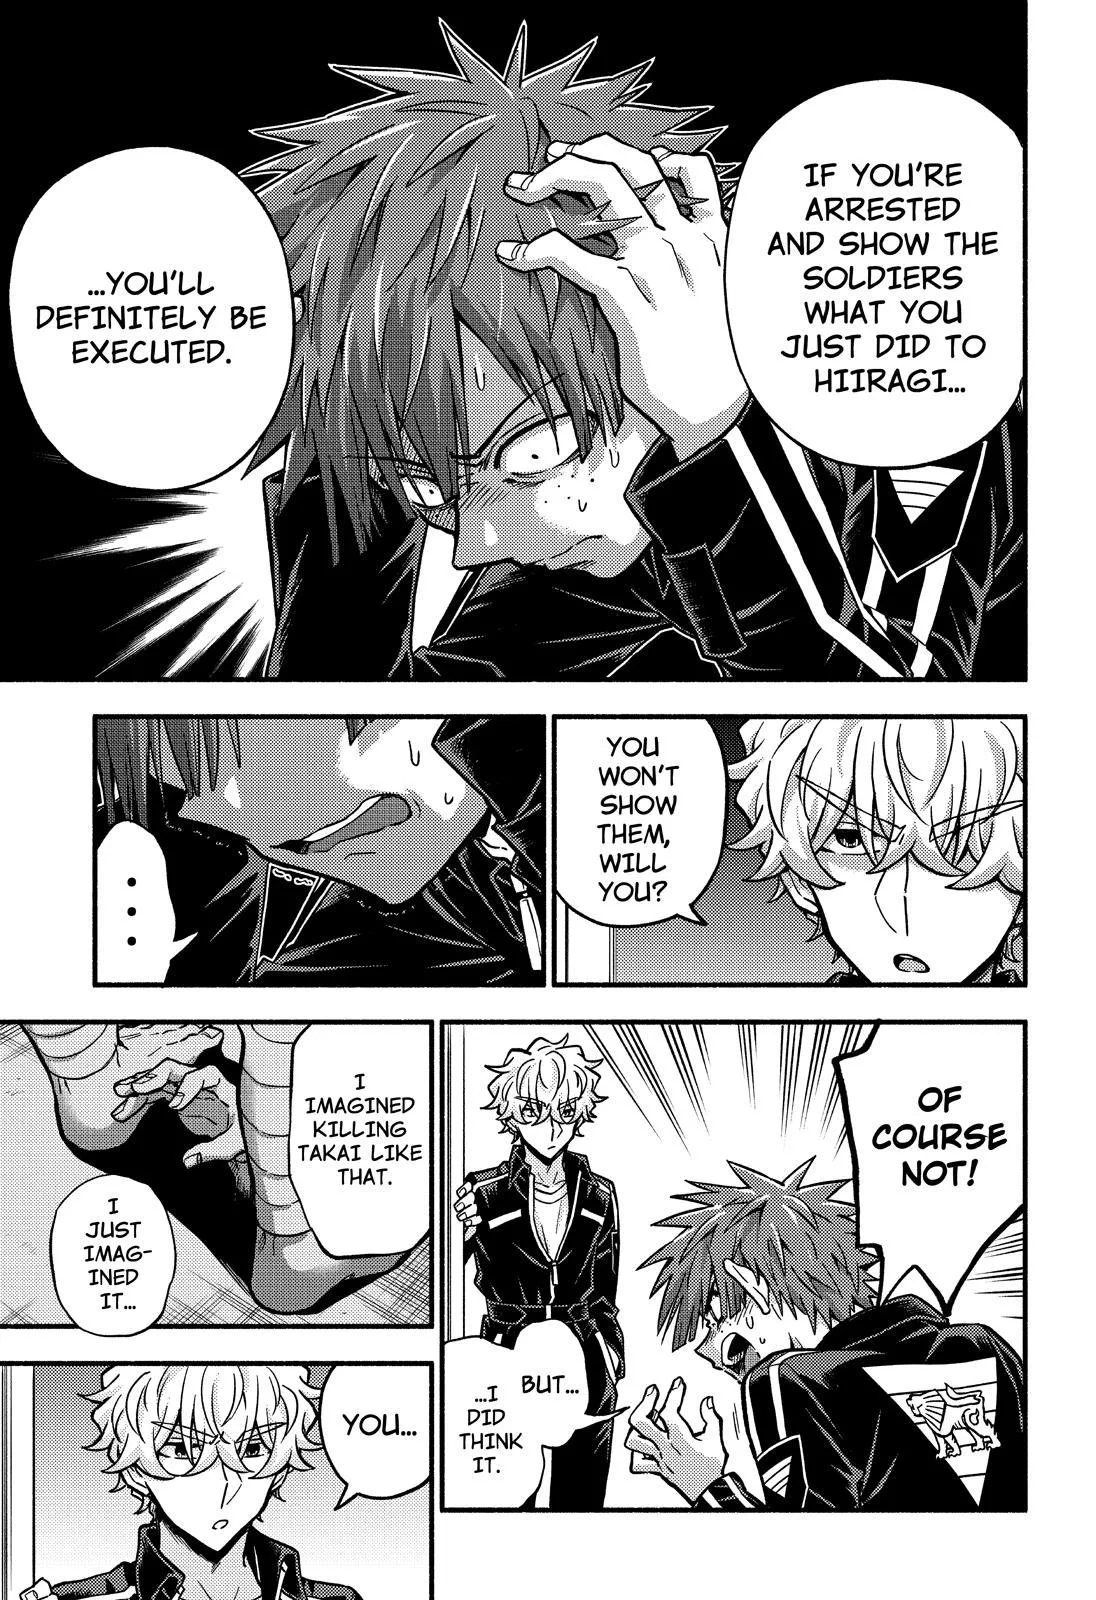 IF YOU'RE
ARRESTED
AND SHOW THE
SOLDIERS
WHAT YOU
JUST DID TO
HIIRAGI...
...YOU'LL
DEFINITELY BE
EXECUTED.
YOU
WON'T
SHOW
THEM,
WILL
YOU?
...
OF
COURSE
NOT!
BUT...
...I
DID
THINK
IT.
I
IMAGINED
KILLING
TAKAI LIKE
THAT.
I
JUST
IMAG-
INED
IT...
YOU...